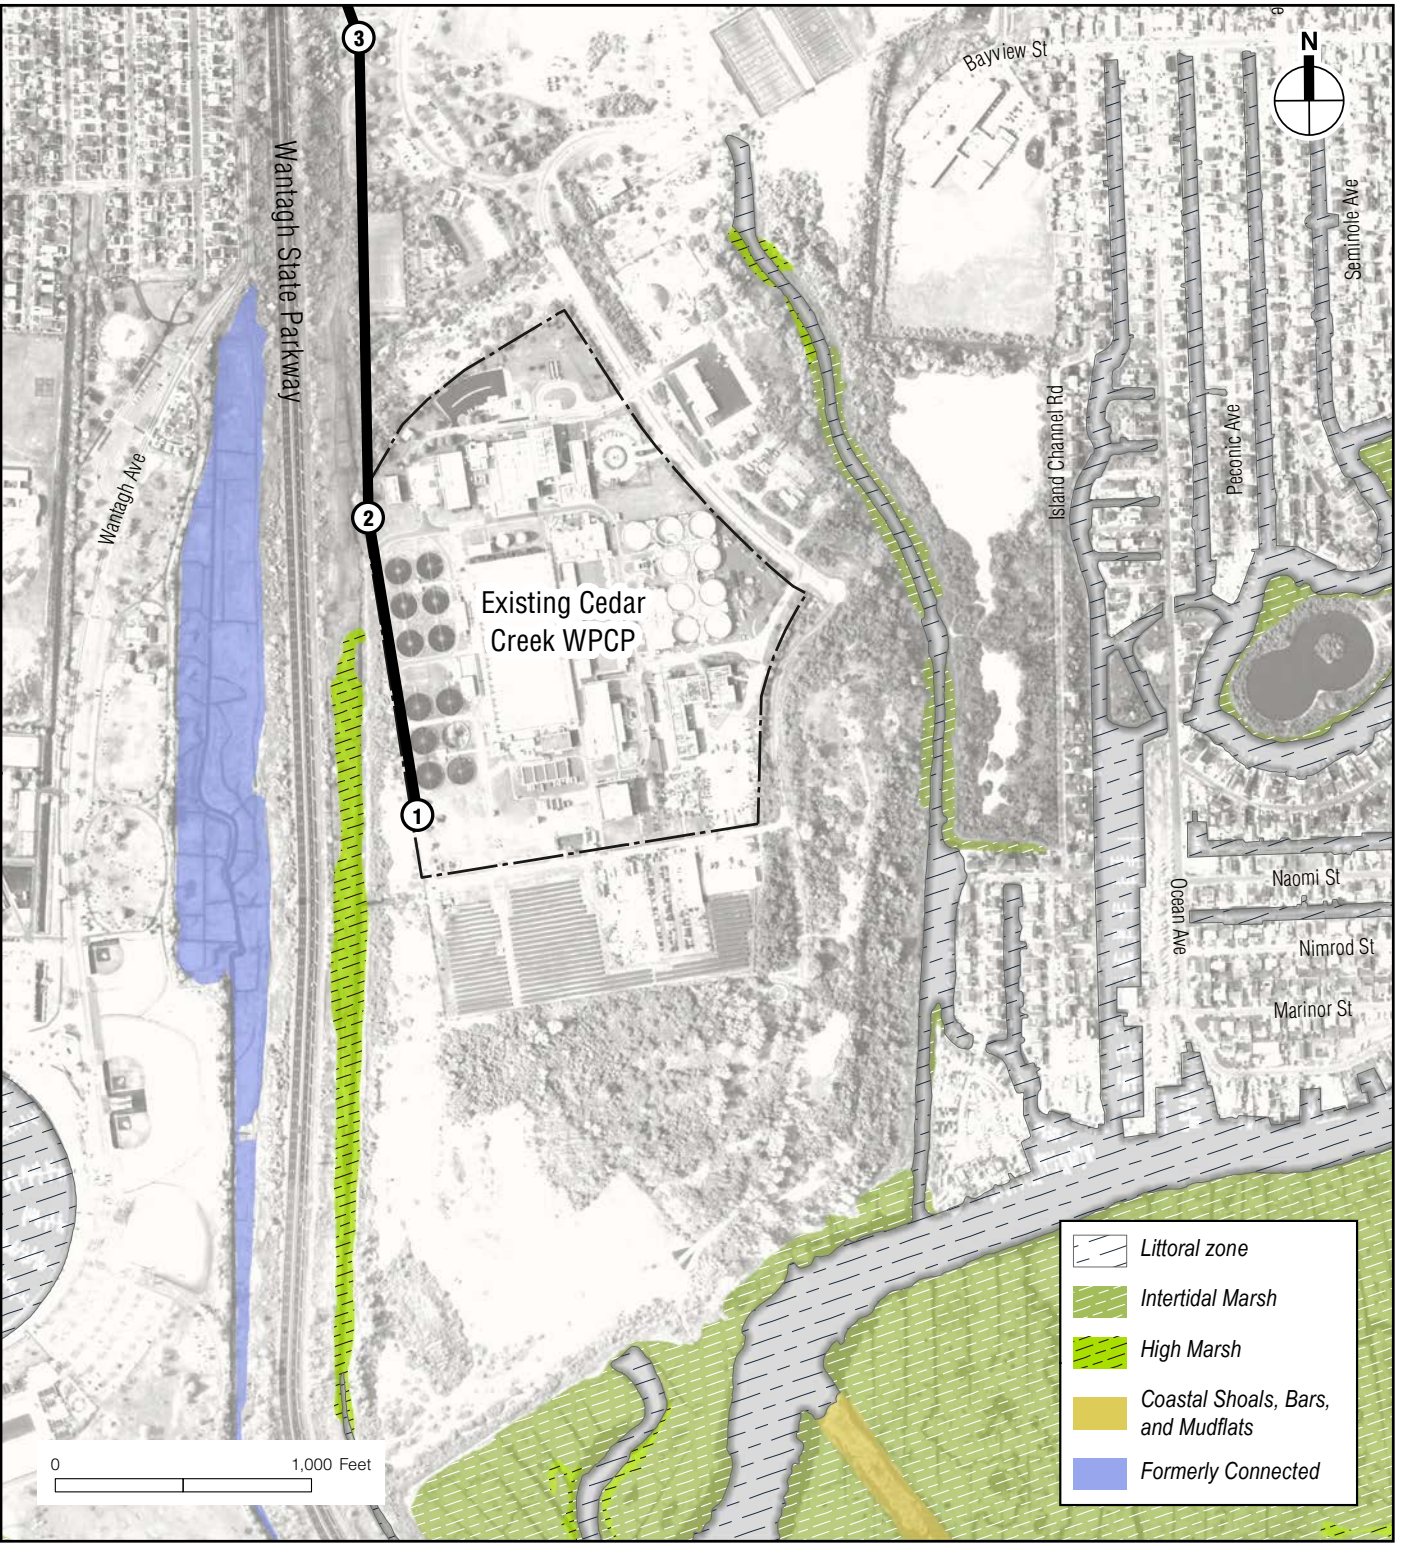 3
N
Bayview St
Wantagh State Parkway
Seminole Ave
Island Channel Rd
Peconic Ave
Wantagh Ave
2
Existing Cedar
Creek WPCP
1
Naomi St
Ocean Ave
Nimrod St
Marinor St
Littoral zone
Intertidal Marsh
High Marsh
Coastal Shoals, Bars,
and Mudflats
Formerly Connected
0 1,000 Feet